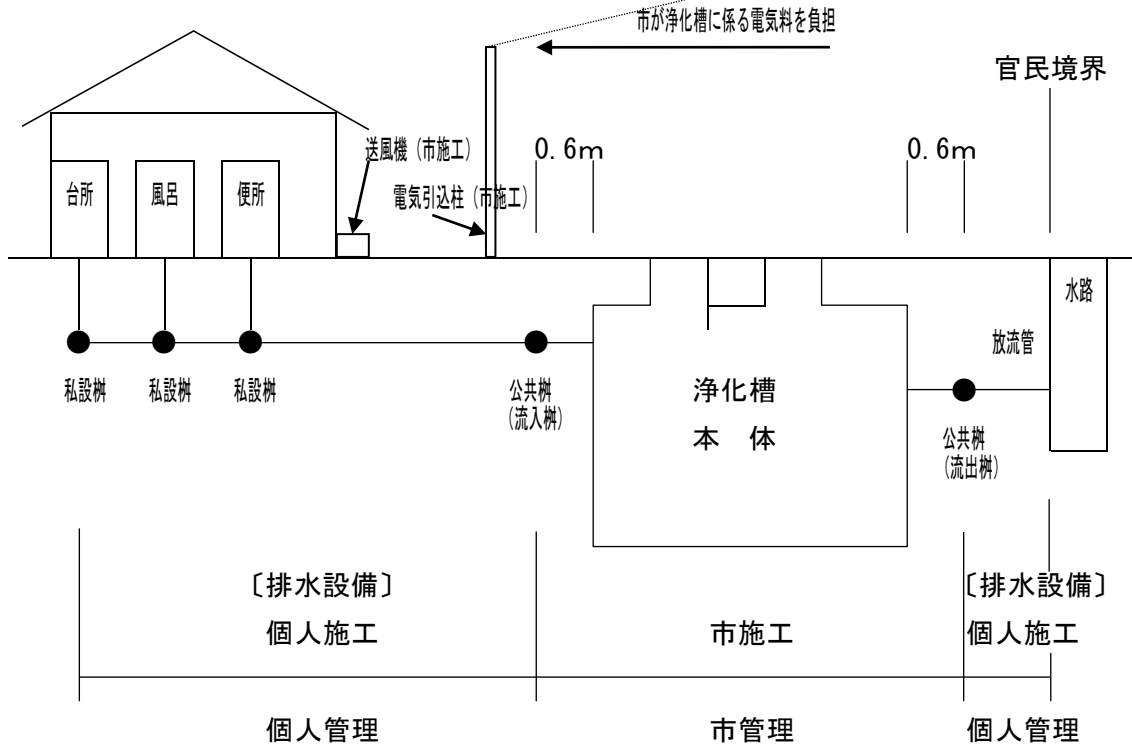 市が浄化槽に係る電気料を負担
官民境界
送風機（市施工）
0.6m
0.6m
台所
風呂
便所
電気引込柱（市施工）
水路
放流管
私設桝
私設桝
私設桝
公共桝
（流入桝）
浄化槽
本　体
公共桝
（流出桝）
〔排水設備〕
個人施工
市施工
〔排水設備〕
個人施工
個人管理
市管理
個人管理